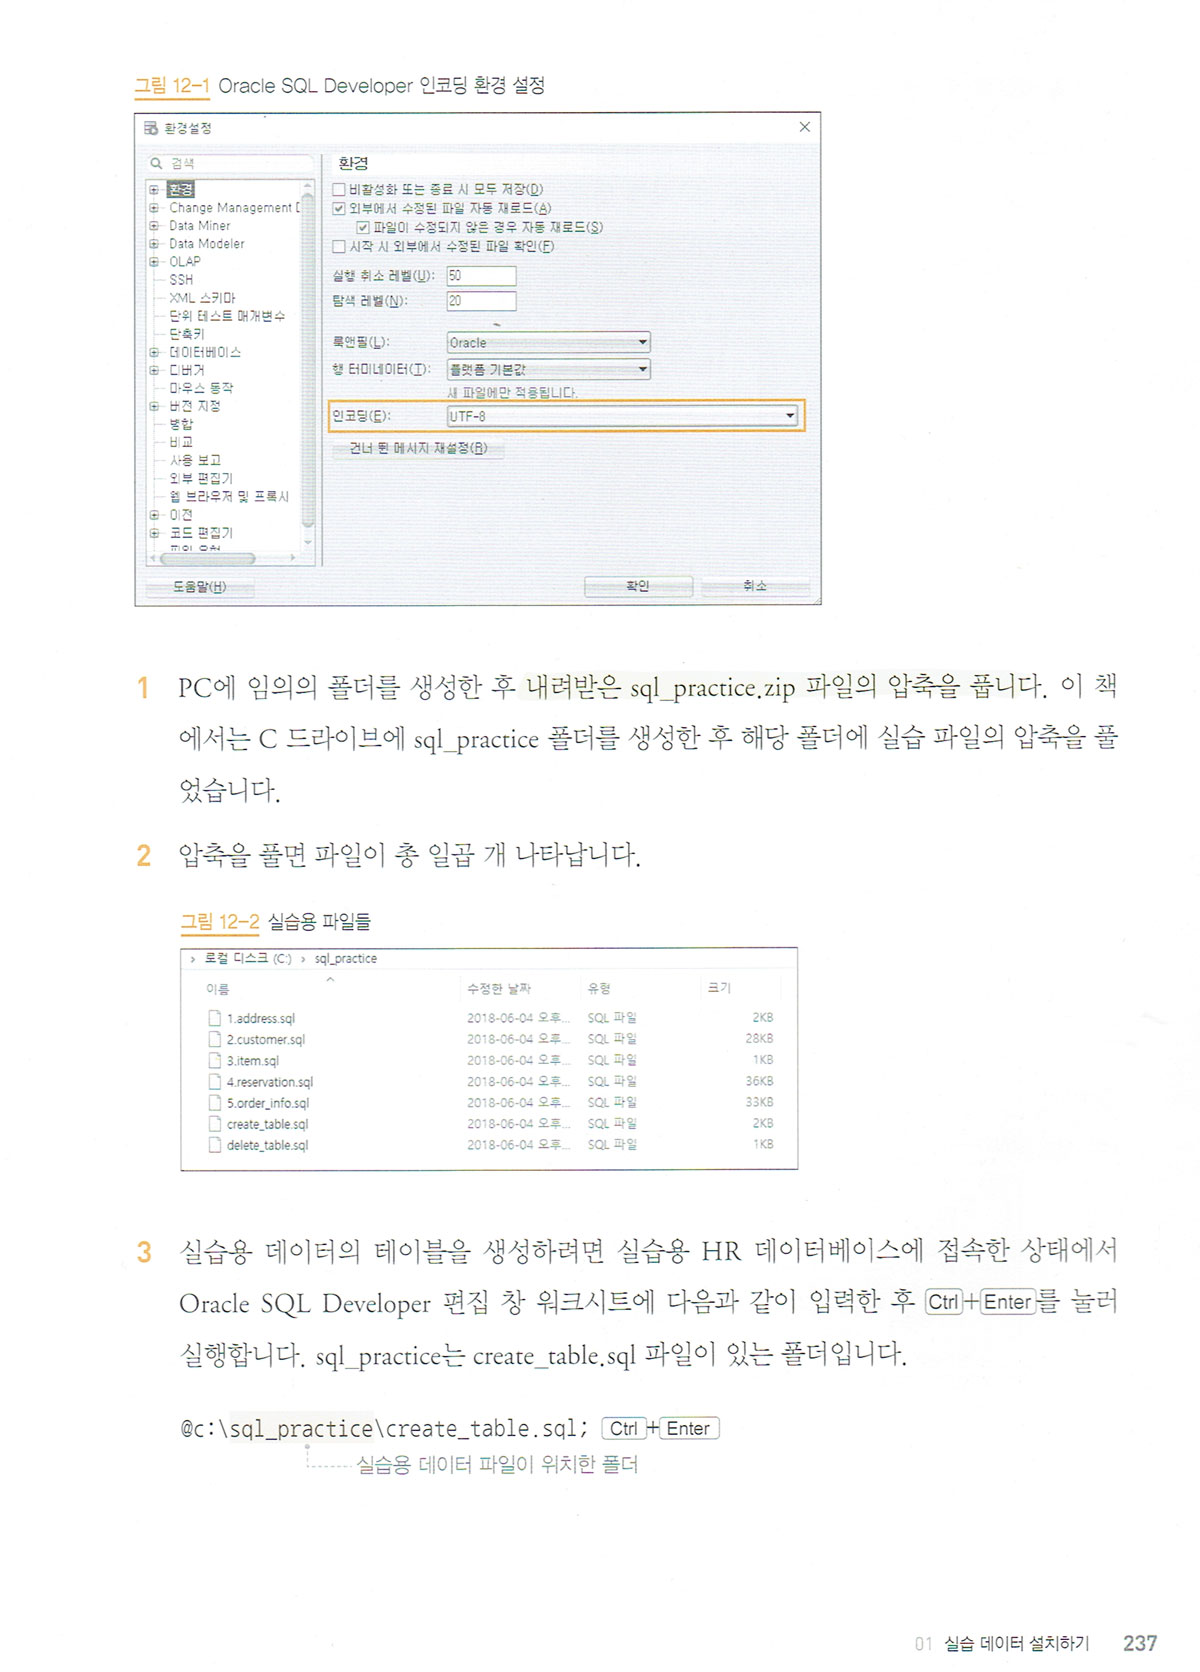 그림 12-1 Oracle SQL Developer 인코딩 환경 설정
환경설정
검색
환경
Change Management
Data Miner
Data Modeler
OLAP
SSH
XML 스키마
단위 테스트 매개변수
단축키
데이터베이스
디버거
마우스 동작
버전 지정
병합
비교
사용 보고
외부 편집기
웹 브라우저 및 프록시
이전
코드 편집기
도움말(H)
환경
비활성화 또는 종료 시 모두 저장(D)
외부에서 수정된 파일 자동 재로드(A)
파일이 수정되지 않은 경우 자동 재로드(S)
시작 시 외부에서 수정된 파일 확인(F)
실행 취소 레벨(U): 50
탐색 레벨(N): 20
룩앤필(L): Oracle
행 터미네이터(T): 플랫폼 기본값
새 파일에만 적용됩니다.
인코딩(E): UTF-8
건너 뛴 메시지 재설정(R)
확인 취소
1 PC에 임의의 폴더를 생성한 후 내려받은 sql_practice.zip 파일의 압축을 풉니다. 이 책
에서는 C 드라이브에 sql_practice 폴더를 생성한 후 해당 폴더에 실습 파일의 압축을 풀
었습니다.
2 압축을 풀면 파일이 총 일곱 개 나타납니다.
그림 12-2 실습용 파일들
› 로컬 디스크 (C:) › sql_practice
이름 수정한 날짜 유형 크기
1.address.sql 2018-06-04 오후... SQL 파일 2KB
2.customer.sql 2018-06-04 오후... SQL 파일 28KB
3.item.sql 2018-06-04 오후... SQL 파일 1KB
4.reservation.sql 2018-06-04 오후... SQL 파일 36KB
5.order_info.sql 2018-06-04 오후... SQL 파일 33KB
create_table.sql 2018-06-04 오후... SQL 파일 2KB
delete_table.sql 2018-06-04 오후... SQL 파일 1KB
3 실습용 데이터의 테이블을 생성하려면 실습용 HR 데이터베이스에 접속한 상태에서
Oracle SQL Developer 편집 창 워크시트에 다음과 같이 입력한 후 Ctrl+Enter를 눌러
실행합니다. sql_practice는 create_table.sql 파일이 있는 폴더입니다.
@c:\sql_practice\create_table.sql; Ctrl+Enter
실습용 데이터 파일이 위치한 폴더
01 실습 데이터 설치하기 237